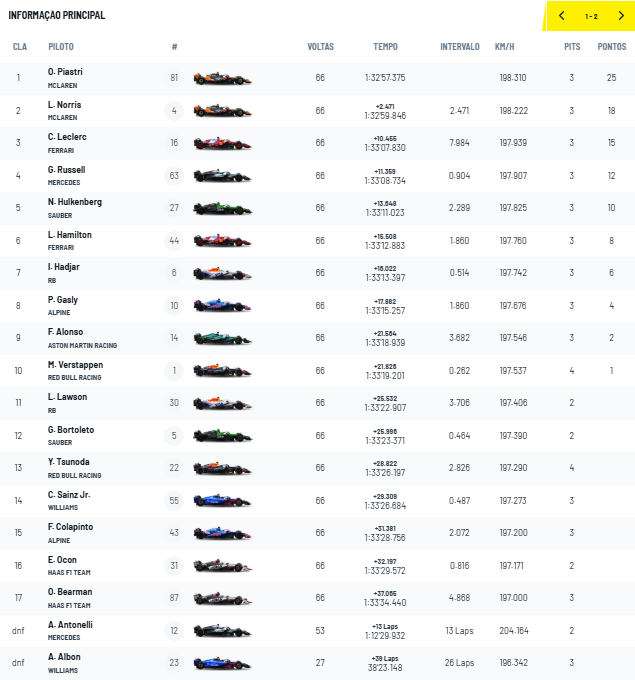 INFORMAÇÃO PRINCIPAL
1 - 2
CLA PILOTO # VOLTAS TEMPO INTERVALO KM/H PITS PONTOS
1 O. Piastri MCLAREN 81 66 1:32'57.375 198.310 3 25
2 L. Norris MCLAREN 4 66 +2.471 1:32'59.846 2.471 198.222 3 18
3 C. Leclerc FERRARI 16 66 +10.455 1:33'07.830 7.984 197.939 3 15
4 G. Russell MERCEDES 63 66 +11.359 1:33'08.734 0.904 197.907 3 12
5 N. Hulkenberg SAUBER 27 66 +13.648 1:33'11.023 2.289 197.825 3 10
6 L. Hamilton FERRARI 44 66 +15.508 1:33'12.883 1.860 197.760 3 8
7 I. Hadjar RB 6 66 +16.022 1:33'13.397 0.514 197.742 3 6
8 P. Gasly ALPINE 10 66 +17.882 1:33'15.257 1.860 197.676 3 4
9 F. Alonso ASTON MARTIN RACING 14 66 +21.564 1:33'18.939 3.682 197.546 3 2
10 M. Verstappen RED BULL RACING 1 66 +21.826 1:33'19.201 0.262 197.537 4 1
11 L. Lawson RB 30 66 +25.532 1:33'22.907 3.706 197.406 2
12 G. Bortoleto SAUBER 5 66 +25.996 1:33'23.371 0.464 197.390 2
13 Y. Tsunoda RED BULL RACING 22 66 +28.822 1:33'26.197 2.826 197.290 4
14 C. Sainz Jr. WILLIAMS 55 66 +29.309 1:33'26.684 0.487 197.273 3
15 F. Colapinto ALPINE 43 66 +31.381 1:33'28.756 2.072 197.200 3
16 E. Ocon HAAS F1 TEAM 31 66 +32.197 1:33'29.572 0.816 197.171 2
17 O. Bearman HAAS F1 TEAM 87 66 +37.065 1:33'34.440 4.868 197.000 3
dnf A. Antonelli MERCEDES 12 53 +13 Laps 1:12'29.932 13 Laps 204.164 2
dnf A. Albon WILLIAMS 23 27 +39 Laps 38'23.148 26 Laps 196.342 3